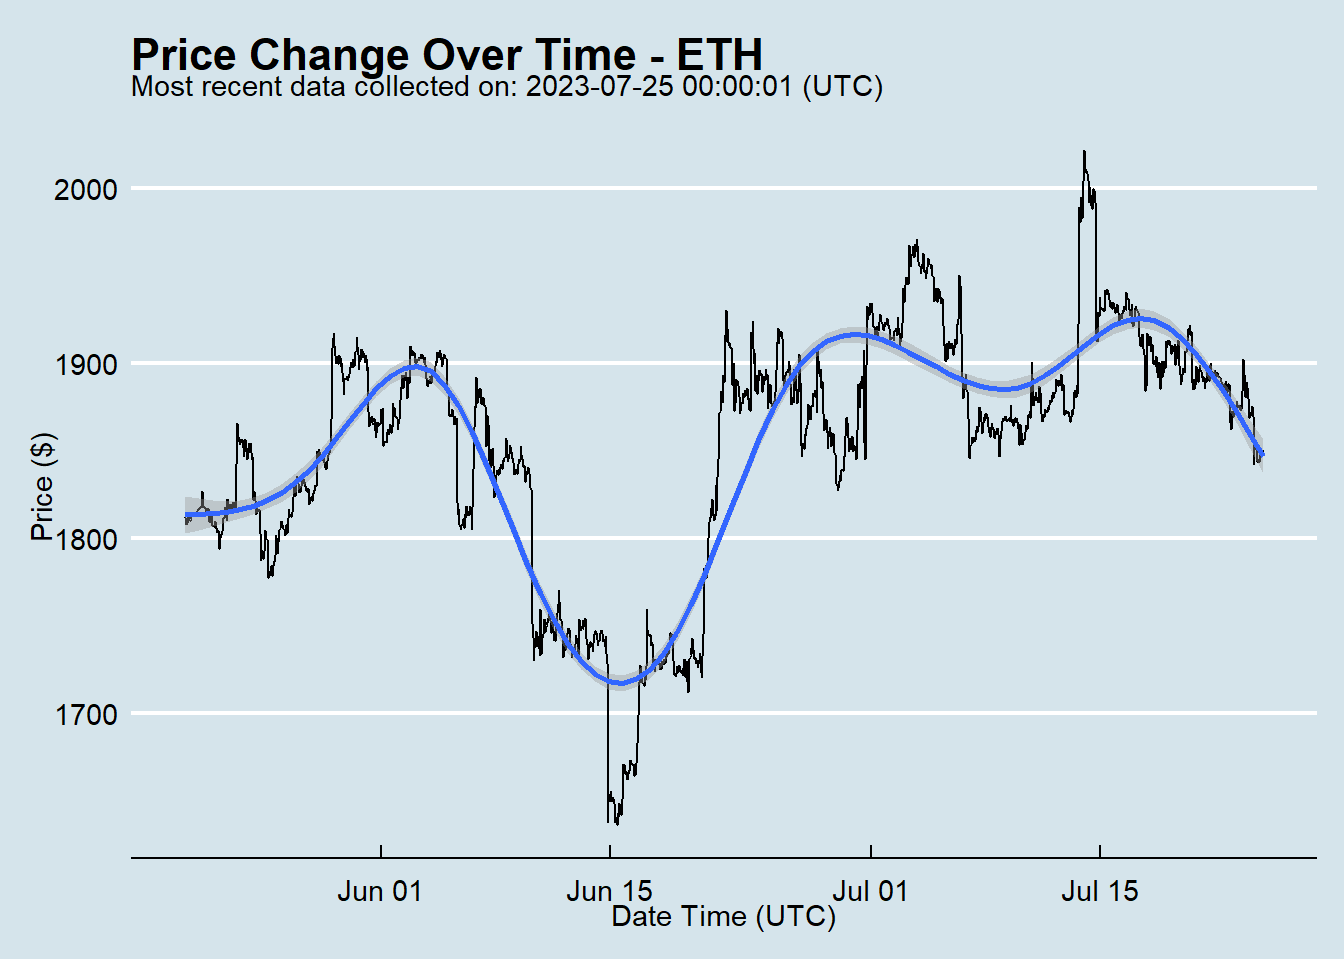 Price Change Over Time - ETH
Most recent data collected on: 2023-07-25 00:00:01 (UTC)
2000
1900
1800
1700
Price ($)
Jun 01
Jun 15
Jul 01
Jul 15
Date Time (UTC)